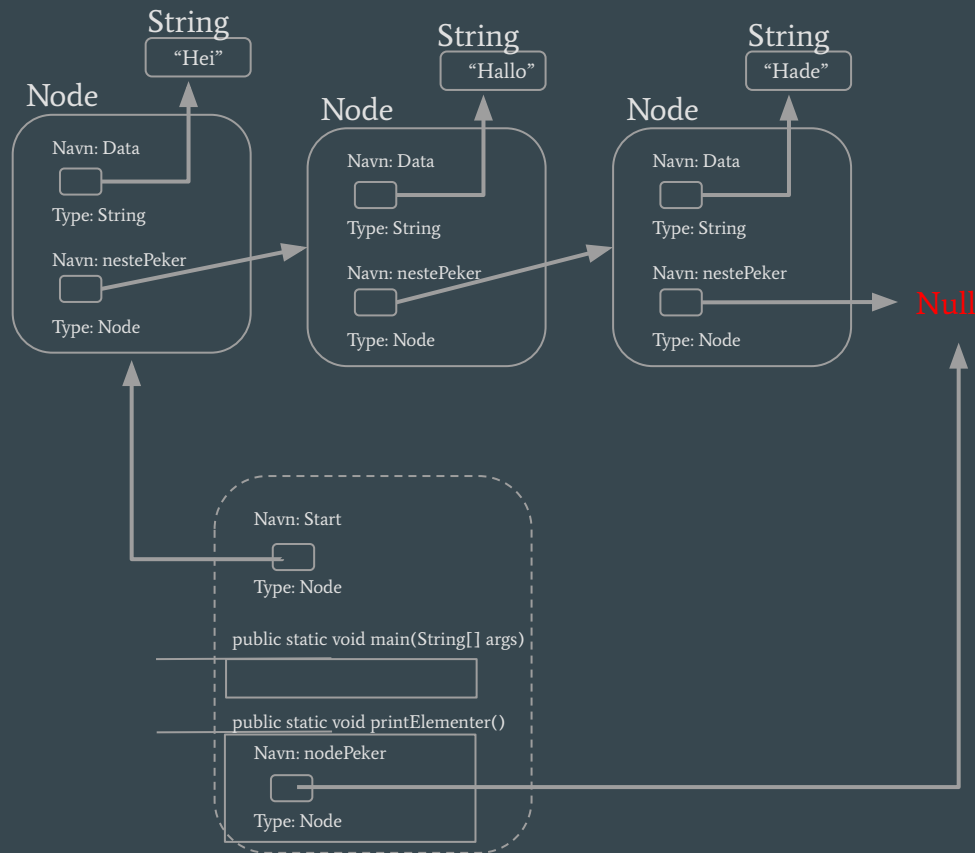 String
“Hei”
Node
Navn: Data
Type: String
Navn: nestePeker
Type: Node
String
“Hallo”
Node
Navn: Data
Type: String
Navn: nestePeker
Type: Node
String
“Hade”
Node
Navn: Data
Type: String
Navn: nestePeker
Type: Node
Null
Navn: Start
Type: Node
public static void main(String[] args)
public static void printElementer()
Navn: nodePeker
Type: Node